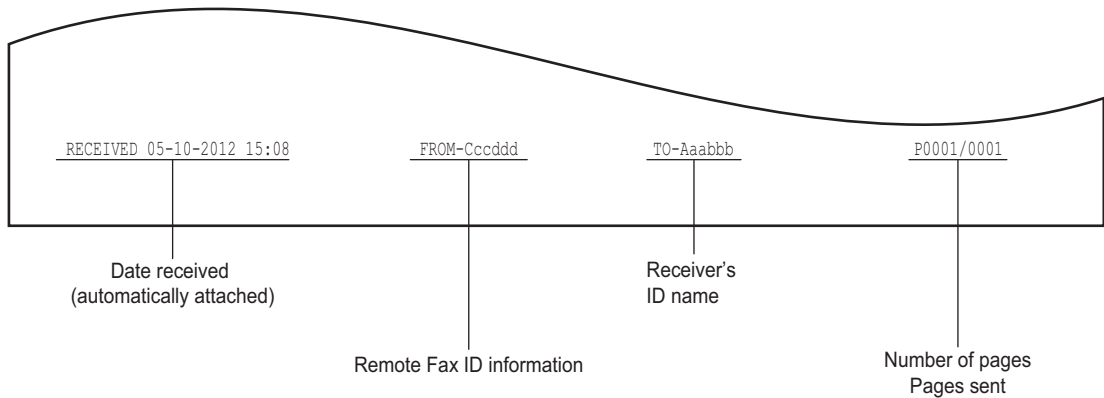 RECEIVED 05-10-2012 15:08 FROM-Cccddd TO-Aaabbb P0001/0001
Date received
(automatically attached)
Receiver's
ID name
Remote Fax ID information
Number of pages
Pages sent